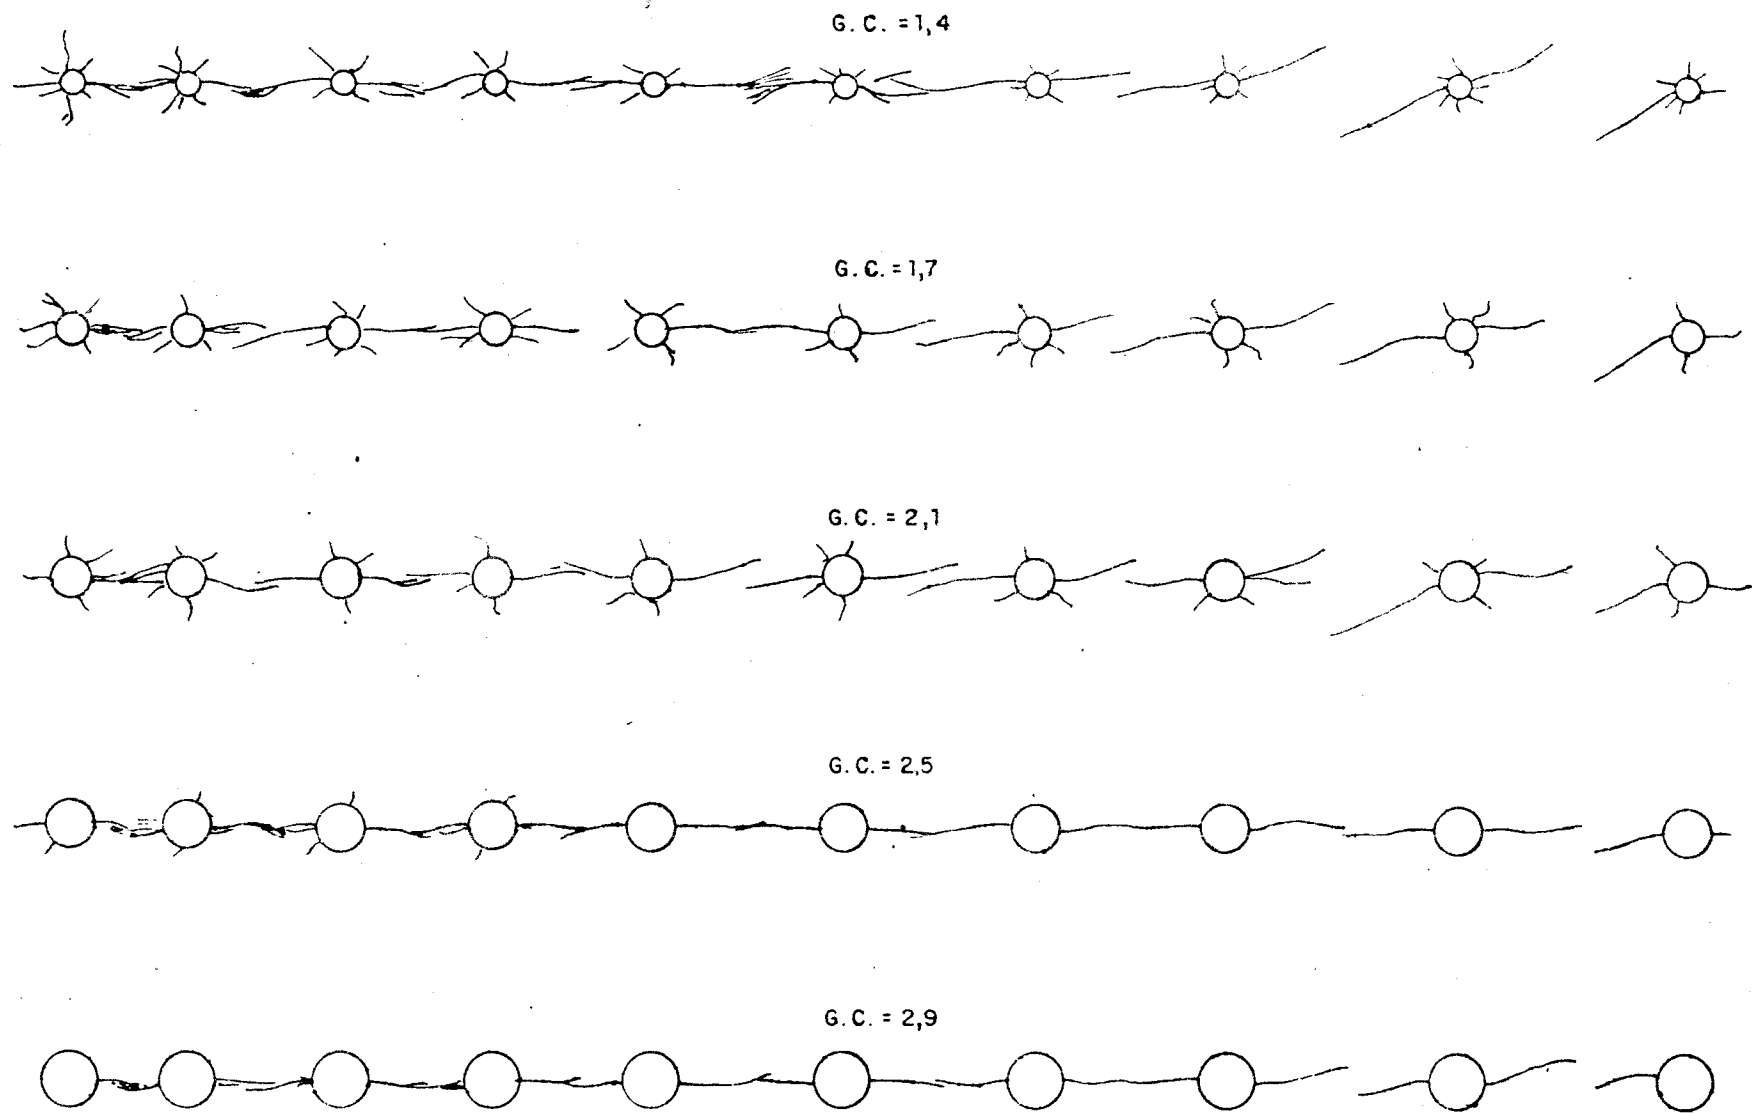 G. C. = 1,4
G. C. = 1,7
G. C. = 2,1
G. C. = 2,5
G. C. = 2,9